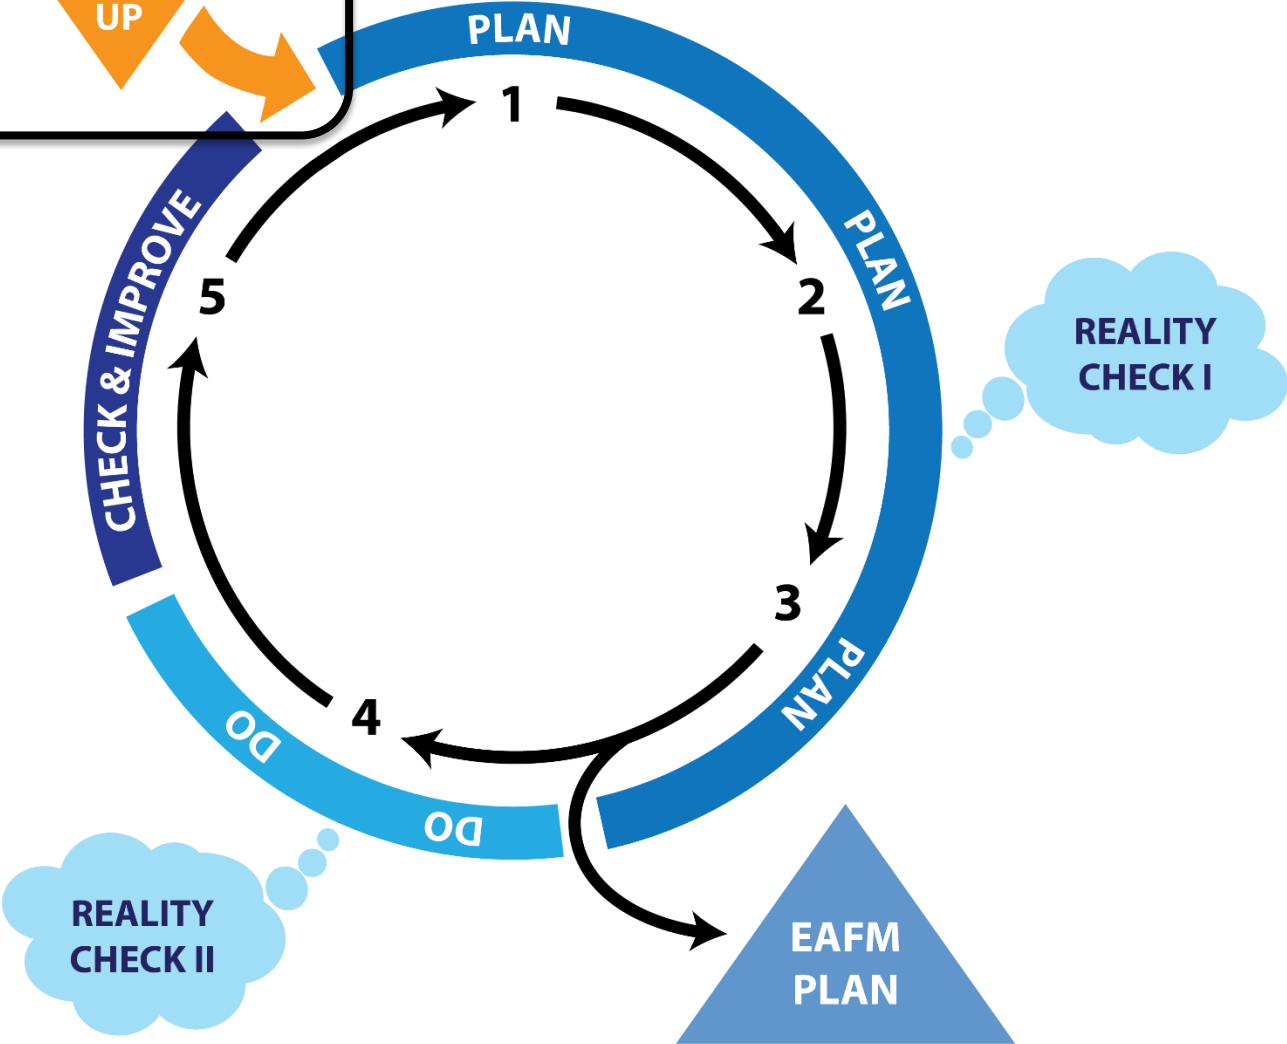 UP
PLAN
1
PLAN
2
REALITY
CHECK I
3
PLAN
EAFM
PLAN
4
DO
DO
REALITY
CHECK II
5
CHECK & IMPROVE